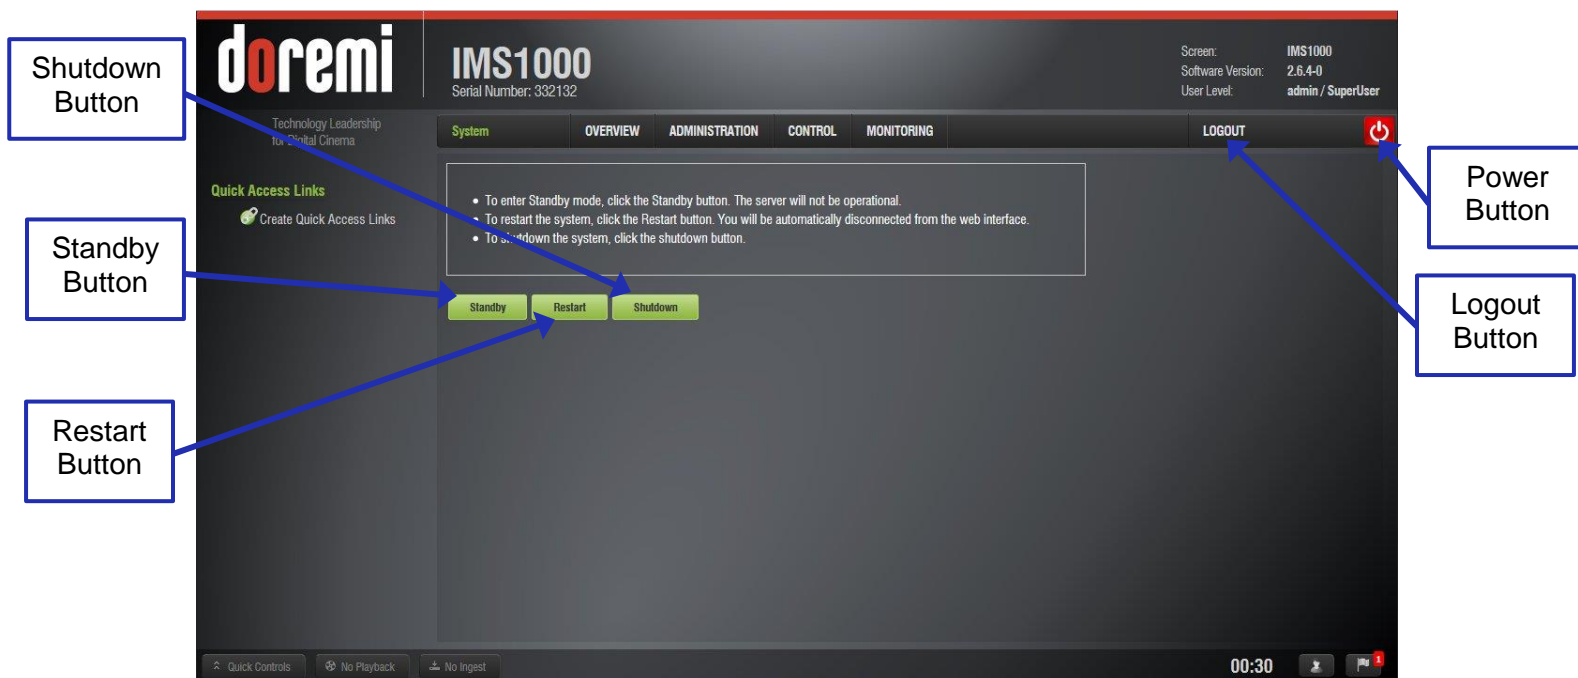 Shutdown
Button
Standby
Button
Restart
Button
doremi
Technology Leadership
for Digital Cinema
IMS1000
Serial Number: 332132
Screen: IMS1000
Software Version: 2.6.4-0
User Level: admin / SuperUser
System OVERVIEW ADMINISTRATION CONTROL MONITORING LOGOUT
Quick Access Links
Create Quick Access Links
• To enter Standby mode, click the Standby button. The server will not be operational.
• To restart the system, click the Restart button. You will be automatically disconnected from the web interface.
• To shutdown the system, click the shutdown button.
Standby Restart Shutdown
Power
Button
Logout
Button
Quick Controls No Playback No Ingest 00:30 1